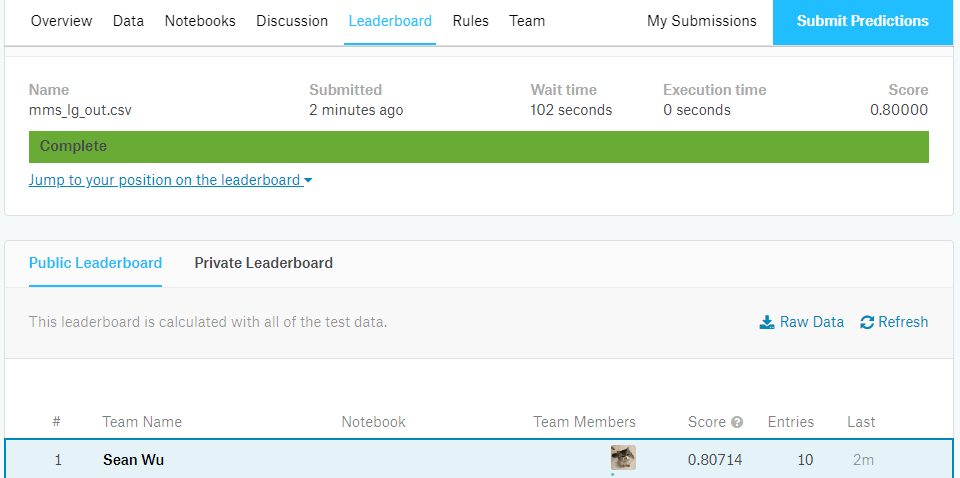 Overview Data Notebooks Discussion Leaderboard Rules Team My Submissions Submit Predictions
Name Submitted Wait time Execution time Score
mms_lg_out.csv 2 minutes ago 102 seconds 0 seconds 0.80000
Complete
Jump to your position on the leaderboard
Public Leaderboard Private Leaderboard
This leaderboard is calculated with all of the test data. Raw Data Refresh
# Team Name Notebook Team Members Score ? Entries Last
1 Sean Wu 0.80714 10 2m